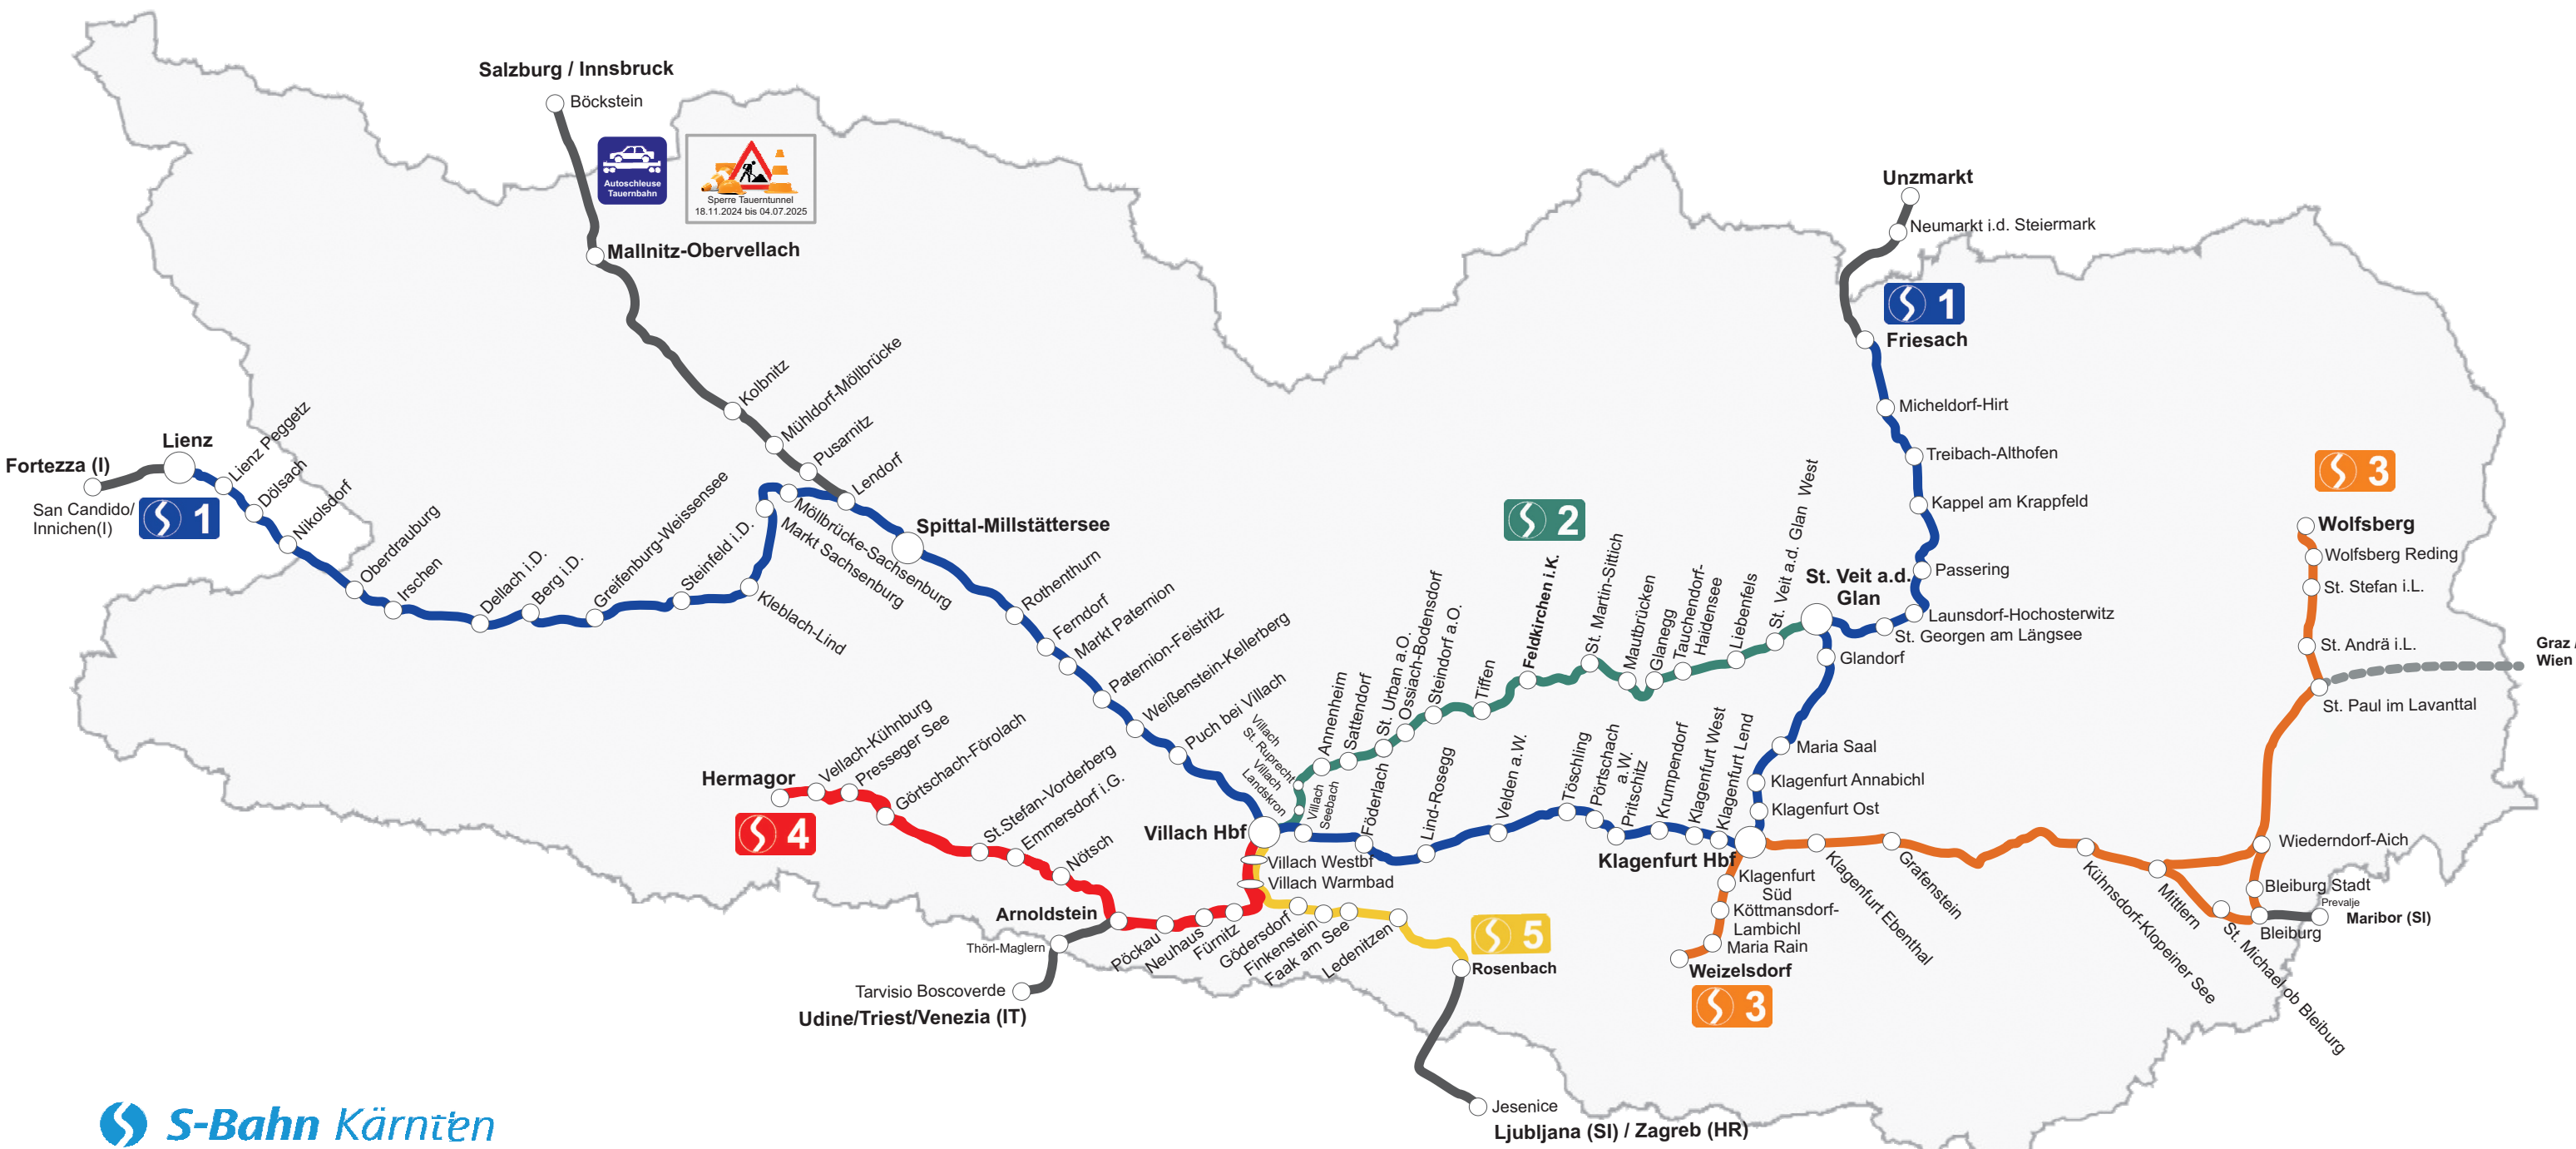 Salzburg / Innsbruck
Böckstein
Autoschleuse
Tauernbahn
Sperre Tauerntunnel
18.11.2024 bis 04.07.2025
Mallnitz-Obervellach
Kolbnitz
Mühldorf-Möllbrücke
Pusarnitz
Lendorf
Unzmarkt
Neumarkt i.d. Steiermark
1
Friesach
Micheldorf-Hirt
Treibach-Althofen
Kappel am Krappfeld
Passering
Launsdorf-Hochosterwitz
St. Georgen am Längsee
St. Veit a.d.
Glan
Glandorf
Maria Saal
Klagenfurt Annabichl
Klagenfurt Ost
Fortezza (I)
San Candido/
Innichen(I)
Lienz
1
Lienz Peggetz
Dölsach
Nikolsdorf
Oberdrauburg
Irschen
Dellach i.D.
Berg i.D.
Greifenburg-Weissensee
Steinfeld i.D.
Kleblach-Lind
Markt Sachsenburg
Möllbrücke-Sachsenburg
Spittal-Millstättersee
Rothenthurn
Ferndorf
Markt Paternion
Paternion-Feistritz
Weißenstein-Kellerberg
Puch bei Villach
Villach
St. Ruprecht
Villach
Landskron
Villach
Seebach
Annenheim
Sattendorf
St. Urban a.O.
Ossiach-Bodensdorf
Steindorf a.O.
Tiffen
2
Feldkirchen i.K.
St. Martin-Sittich
Mautbrücken
Glanegg
Tauchendorf-
Haidensee
Liebenfels
St. Veit a.d. Glan West
Villach Hbf
Föderlach
Lind-Rosegg
Velden a.W.
Töschling
Pörtschach
a.W.
Pritschitz
Krumpendorf
Klagenfurt West
Klagenfurt Lend
Klagenfurt Hbf
Hermagor
4
Vellach-Kühnburg
Presseger See
Görtschach-Förolach
St.Stefan-Vorderberg
Emmersdorf i.G.
Nötsch
Arnoldstein
Thörl-Maglern
Tarvisio Boscoverde
Udine/Triest/Venezia (IT)
Pöckau
Neuhaus
Fürnitz
Villach Westbf
Villach Warmbad
Gödersdorf
Finkenstein
Faak am See
Ledenitzen
5
Rosenbach
Jesenice
Ljubljana (SI) / Zagreb (HR)
Klagenfurt
Süd
Köttmansdorf-
Lambichl
Maria Rain
Weizelsdorf
3
Klagenfurt Ebenthal
Grafenstein
Kühnsdorf-Klopeiner See
Mittlern
St. Michael ob Bleiburg
Bleiburg
Bleiburg Stadt
Prevalje
Maribor (SI)
Wiederndorf-Aich
St. Paul im Lavanttal
Graz /
Wien
St. Andrä i.L.
St. Stefan i.L.
Wolfsberg Reding
Wolfsberg
3
S-Bahn Kärnten